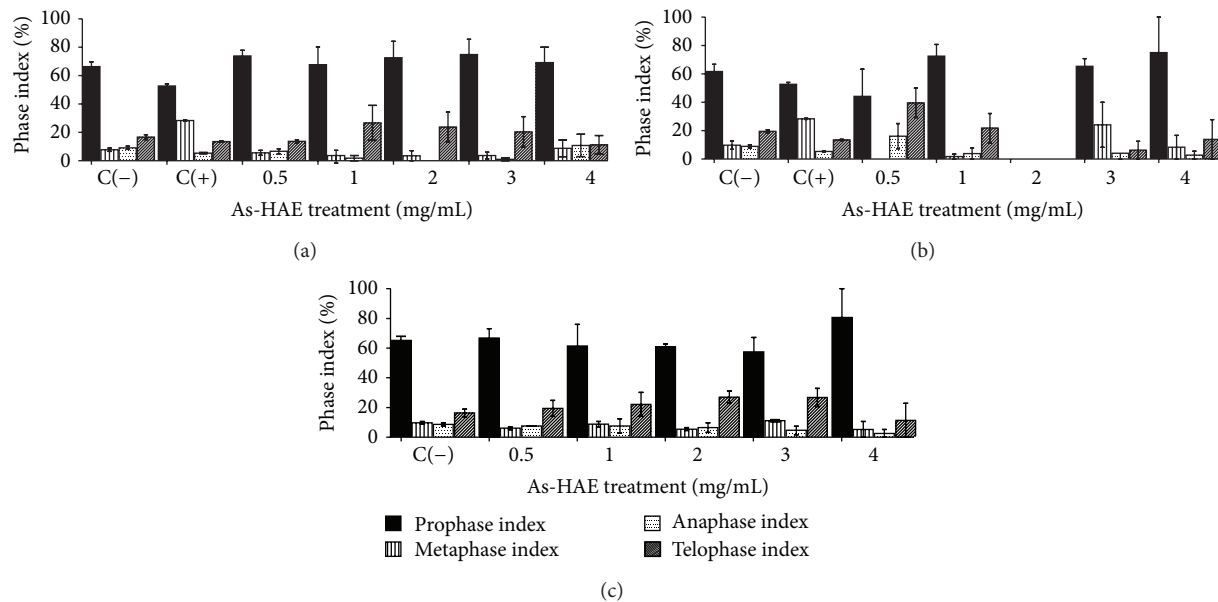 Phase index (%)
100
80
60
40
20
0
C(−) C(+) 0.5 1 2 3 4
As-HAE treatment (mg/mL)
(a)
Phase index (%)
100
80
60
40
20
0
C(−) C(+) 0.5 1 2 3 4
As-HAE treatment (mg/mL)
(b)
Phase index (%)
100
80
60
40
20
0
C(−) 0.5 1 2 3 4
As-HAE treatment (mg/mL)
Prophase index
Metaphase index
Anaphase index
Telophase index
(c)